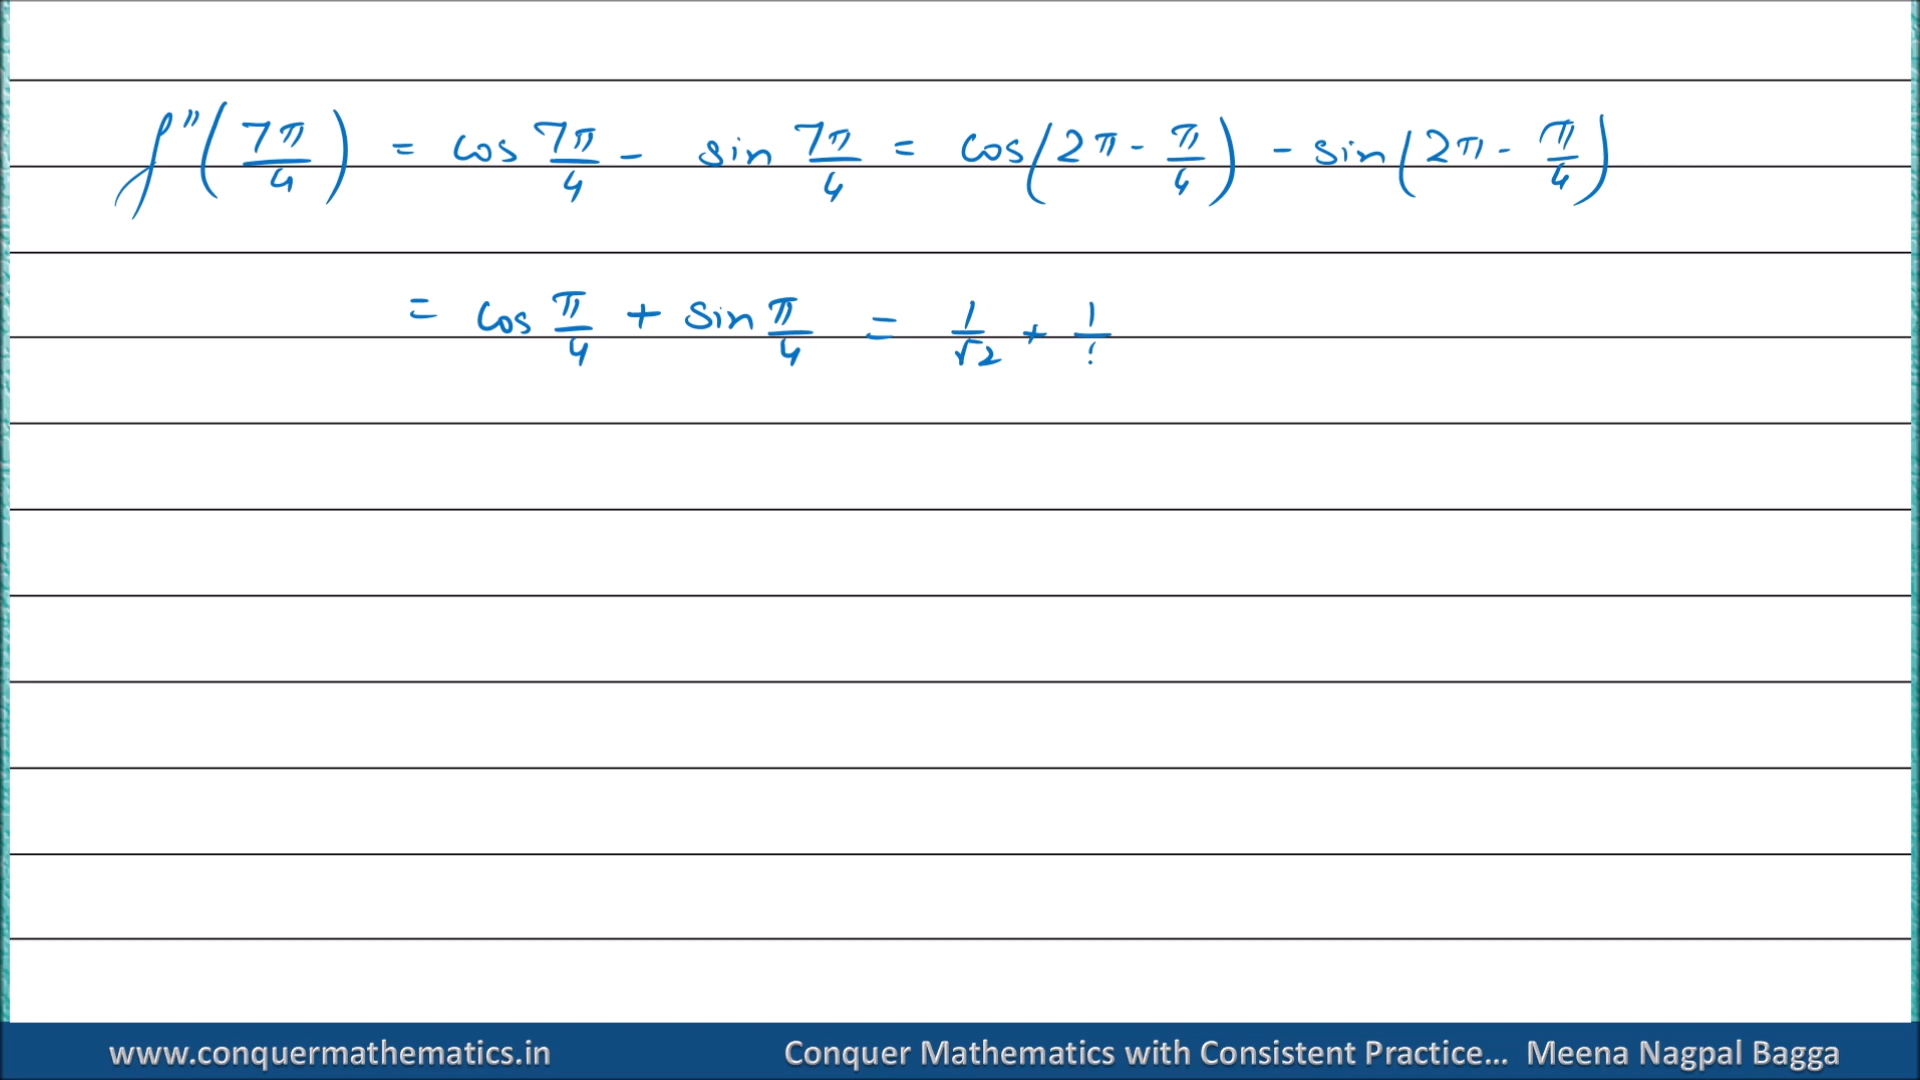 f"(7π/4) = cos 7π/4 - sin 7π/4 = cos(2π - π/4) - sin(2π - π/4)
= cos π/4 + sin π/4 = 1/√2 + 1/
www.conquermathematics.in Conquer Mathematics with Consistent Practice... Meena Nagpal Bagga